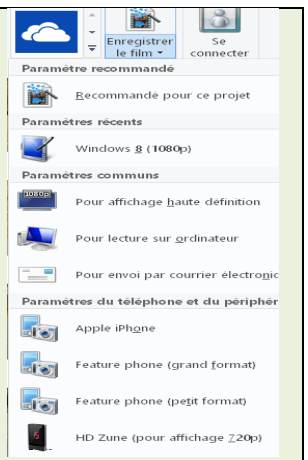 Enregistrer
le film
Se
connecter
Paramètre recommandé
Recommandé pour ce projet
Paramètres récents
Windows 8 (1080p)
Paramètres communs
1080p
Pour affichage haute définition
Pour lecture sur ordinateur
Pour envoi par courrier électronic
Paramètres du téléphone et du périphér
Apple iPhone
Feature phone (grand format)
Feature phone (petit format)
HD Zune (pour affichage 720p)